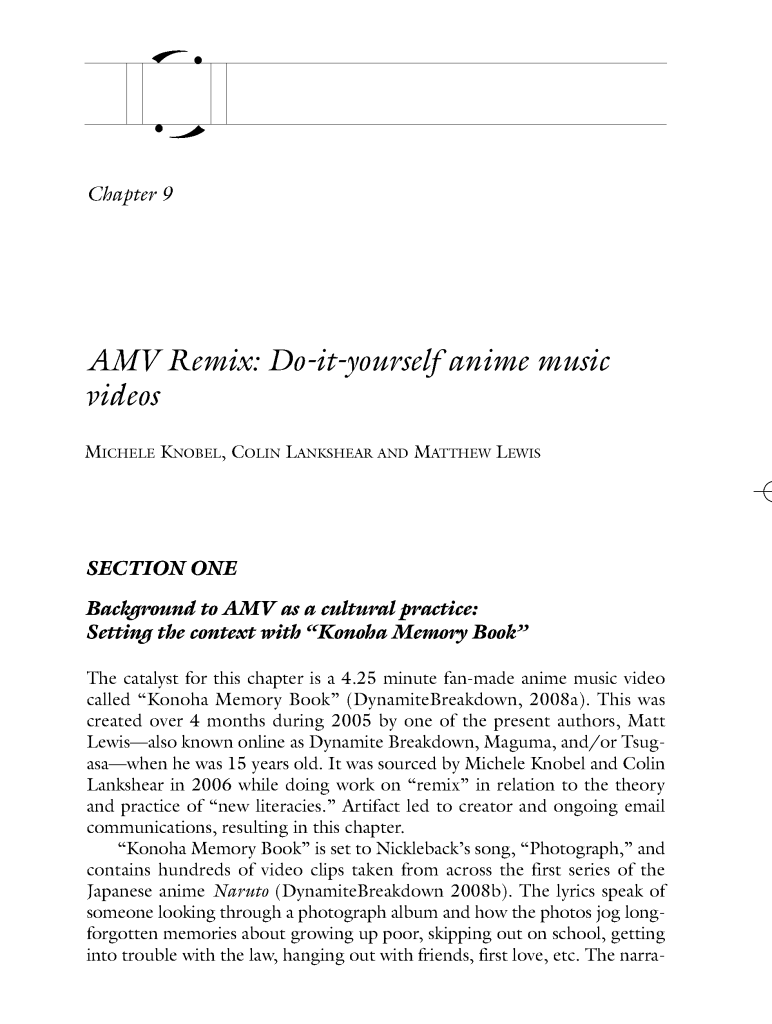 Chapter 9
AMV Remix: Do-it-yourself anime music
videos
MICHELE KNOBEL, COLIN LANKSHEAR AND MATTHEW LEWIS
SECTION ONE
Background to AMV as a cultural practice:
Setting the context with “Konoha Memory Book”
The catalyst for this chapter is a 4.25 minute fan-made anime music video
called “Konoha Memory Book” (DynamiteBreakdown, 2008a). This was
created over 4 months during 2005 by one of the present authors, Matt
Lewis—also known online as Dynamite Breakdown, Maguma, and/or Tsug-
asa—when he was 15 years old. It was sourced by Michele Knobel and Colin
Lankshear in 2006 while doing work on “remix” in relation to the theory
and practice of “new literacies.” Artifact led to creator and ongoing email
communications, resulting in this chapter.
“Konoha Memory Book” is set to Nickleback’s song, “Photograph,” and
contains hundreds of video clips taken from across the first series of the
Japanese anime Naruto (DynamiteBreakdown 2008b). The lyrics speak of
someone looking through a photograph album and how the photos jog long-
forgotten memories about growing up poor, skipping out on school, getting
into trouble with the law, hanging out with friends, first love, etc. The narra-